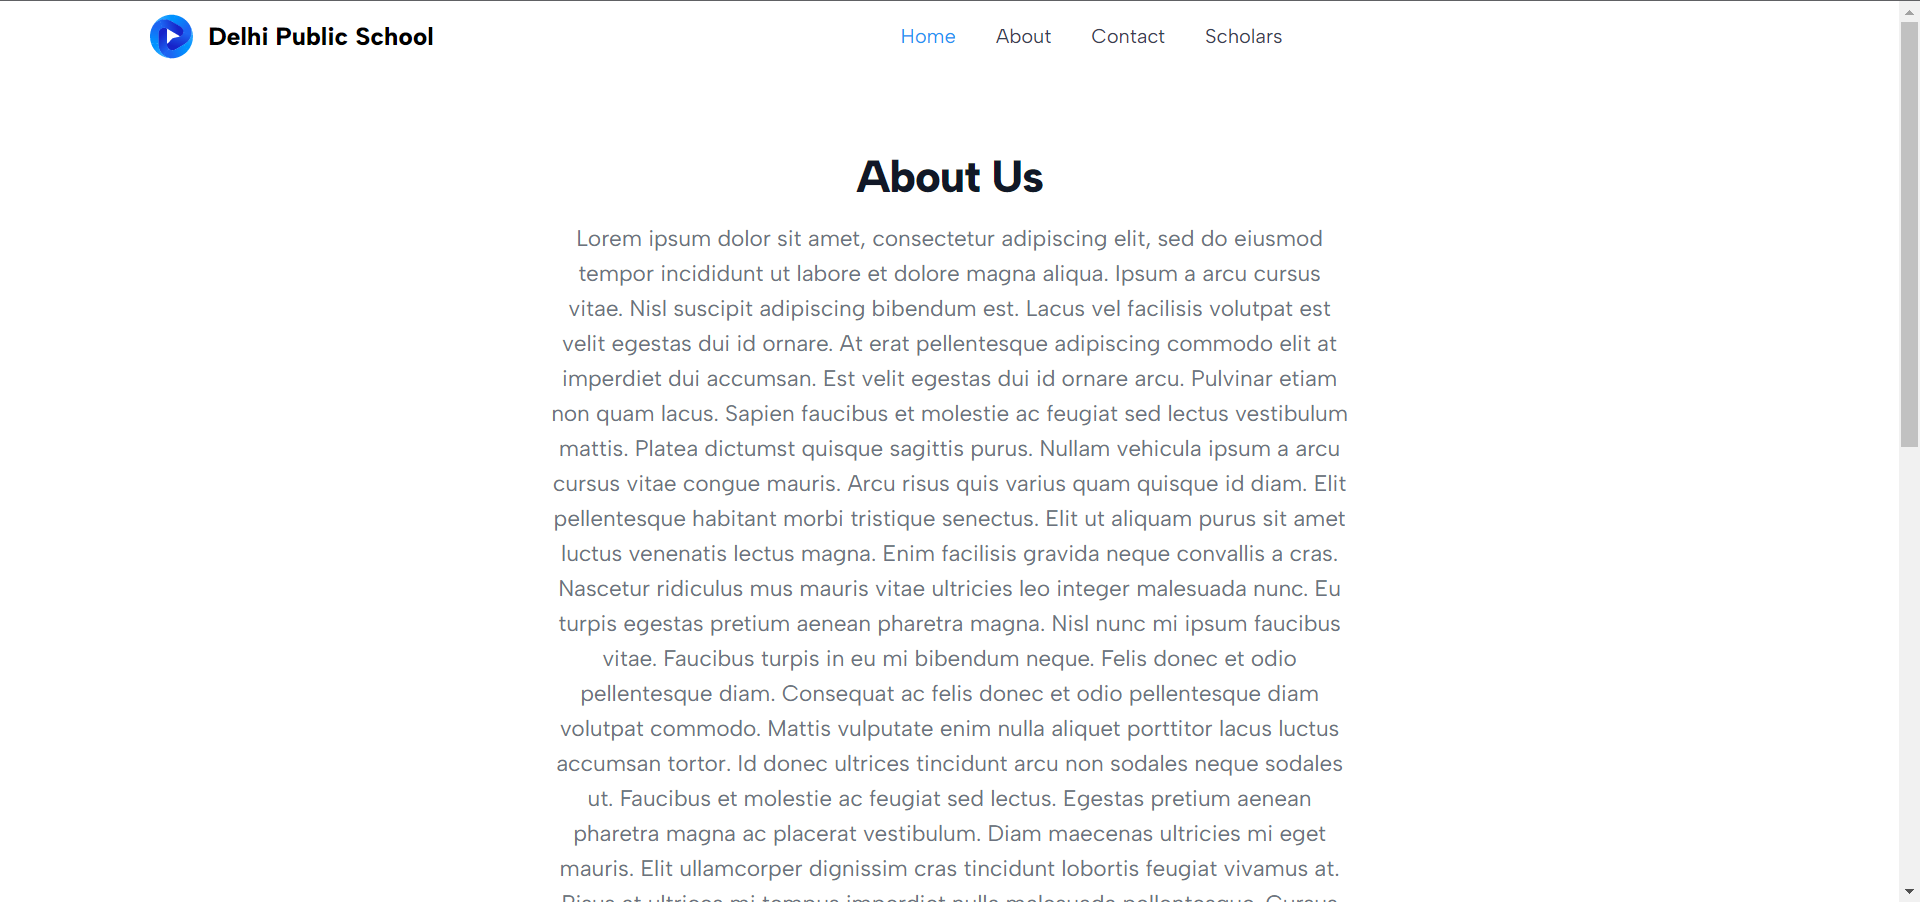 Delhi Public School
Home About Contact Scholars
About Us
Lorem ipsum dolor sit amet, consectetur adipiscing elit, sed do eiusmod
tempor incididunt ut labore et dolore magna aliqua. Ipsum a arcu cursus
vitae. Nisl suscipit adipiscing bibendum est. Lacus vel facilisis volutpat est
velit egestas dui id ornare. At erat pellentesque adipiscing commodo elit at
imperdiet dui accumsan. Est velit egestas dui id ornare arcu. Pulvinar etiam
non quam lacus. Sapien faucibus et molestie ac feugiat sed lectus vestibulum
mattis. Platea dictumst quisque sagittis purus. Nullam vehicula ipsum a arcu
cursus vitae congue mauris. Arcu risus quis varius quam quisque id diam. Elit
pellentesque habitant morbi tristique senectus. Elit ut aliquam purus sit amet
luctus venenatis lectus magna. Enim facilisis gravida neque convallis a cras.
Nascetur ridiculus mus mauris vitae ultricies leo integer malesuada nunc. Eu
turpis egestas pretium aenean pharetra magna. Nisl nunc mi ipsum faucibus
vitae. Faucibus turpis in eu mi bibendum neque. Felis donec et odio
pellentesque diam. Consequat ac felis donec et odio pellentesque diam
volutpat commodo. Mattis vulputate enim nulla aliquet porttitor lacus luctus
accumsan tortor. Id donec ultrices tincidunt arcu non sodales neque sodales
ut. Faucibus et molestie ac feugiat sed lectus. Egestas pretium aenean
pharetra magna ac placerat vestibulum. Diam maecenas ultricies mi eget
mauris. Elit ullamcorper dignissim cras tincidunt lobortis feugiat vivamus at.